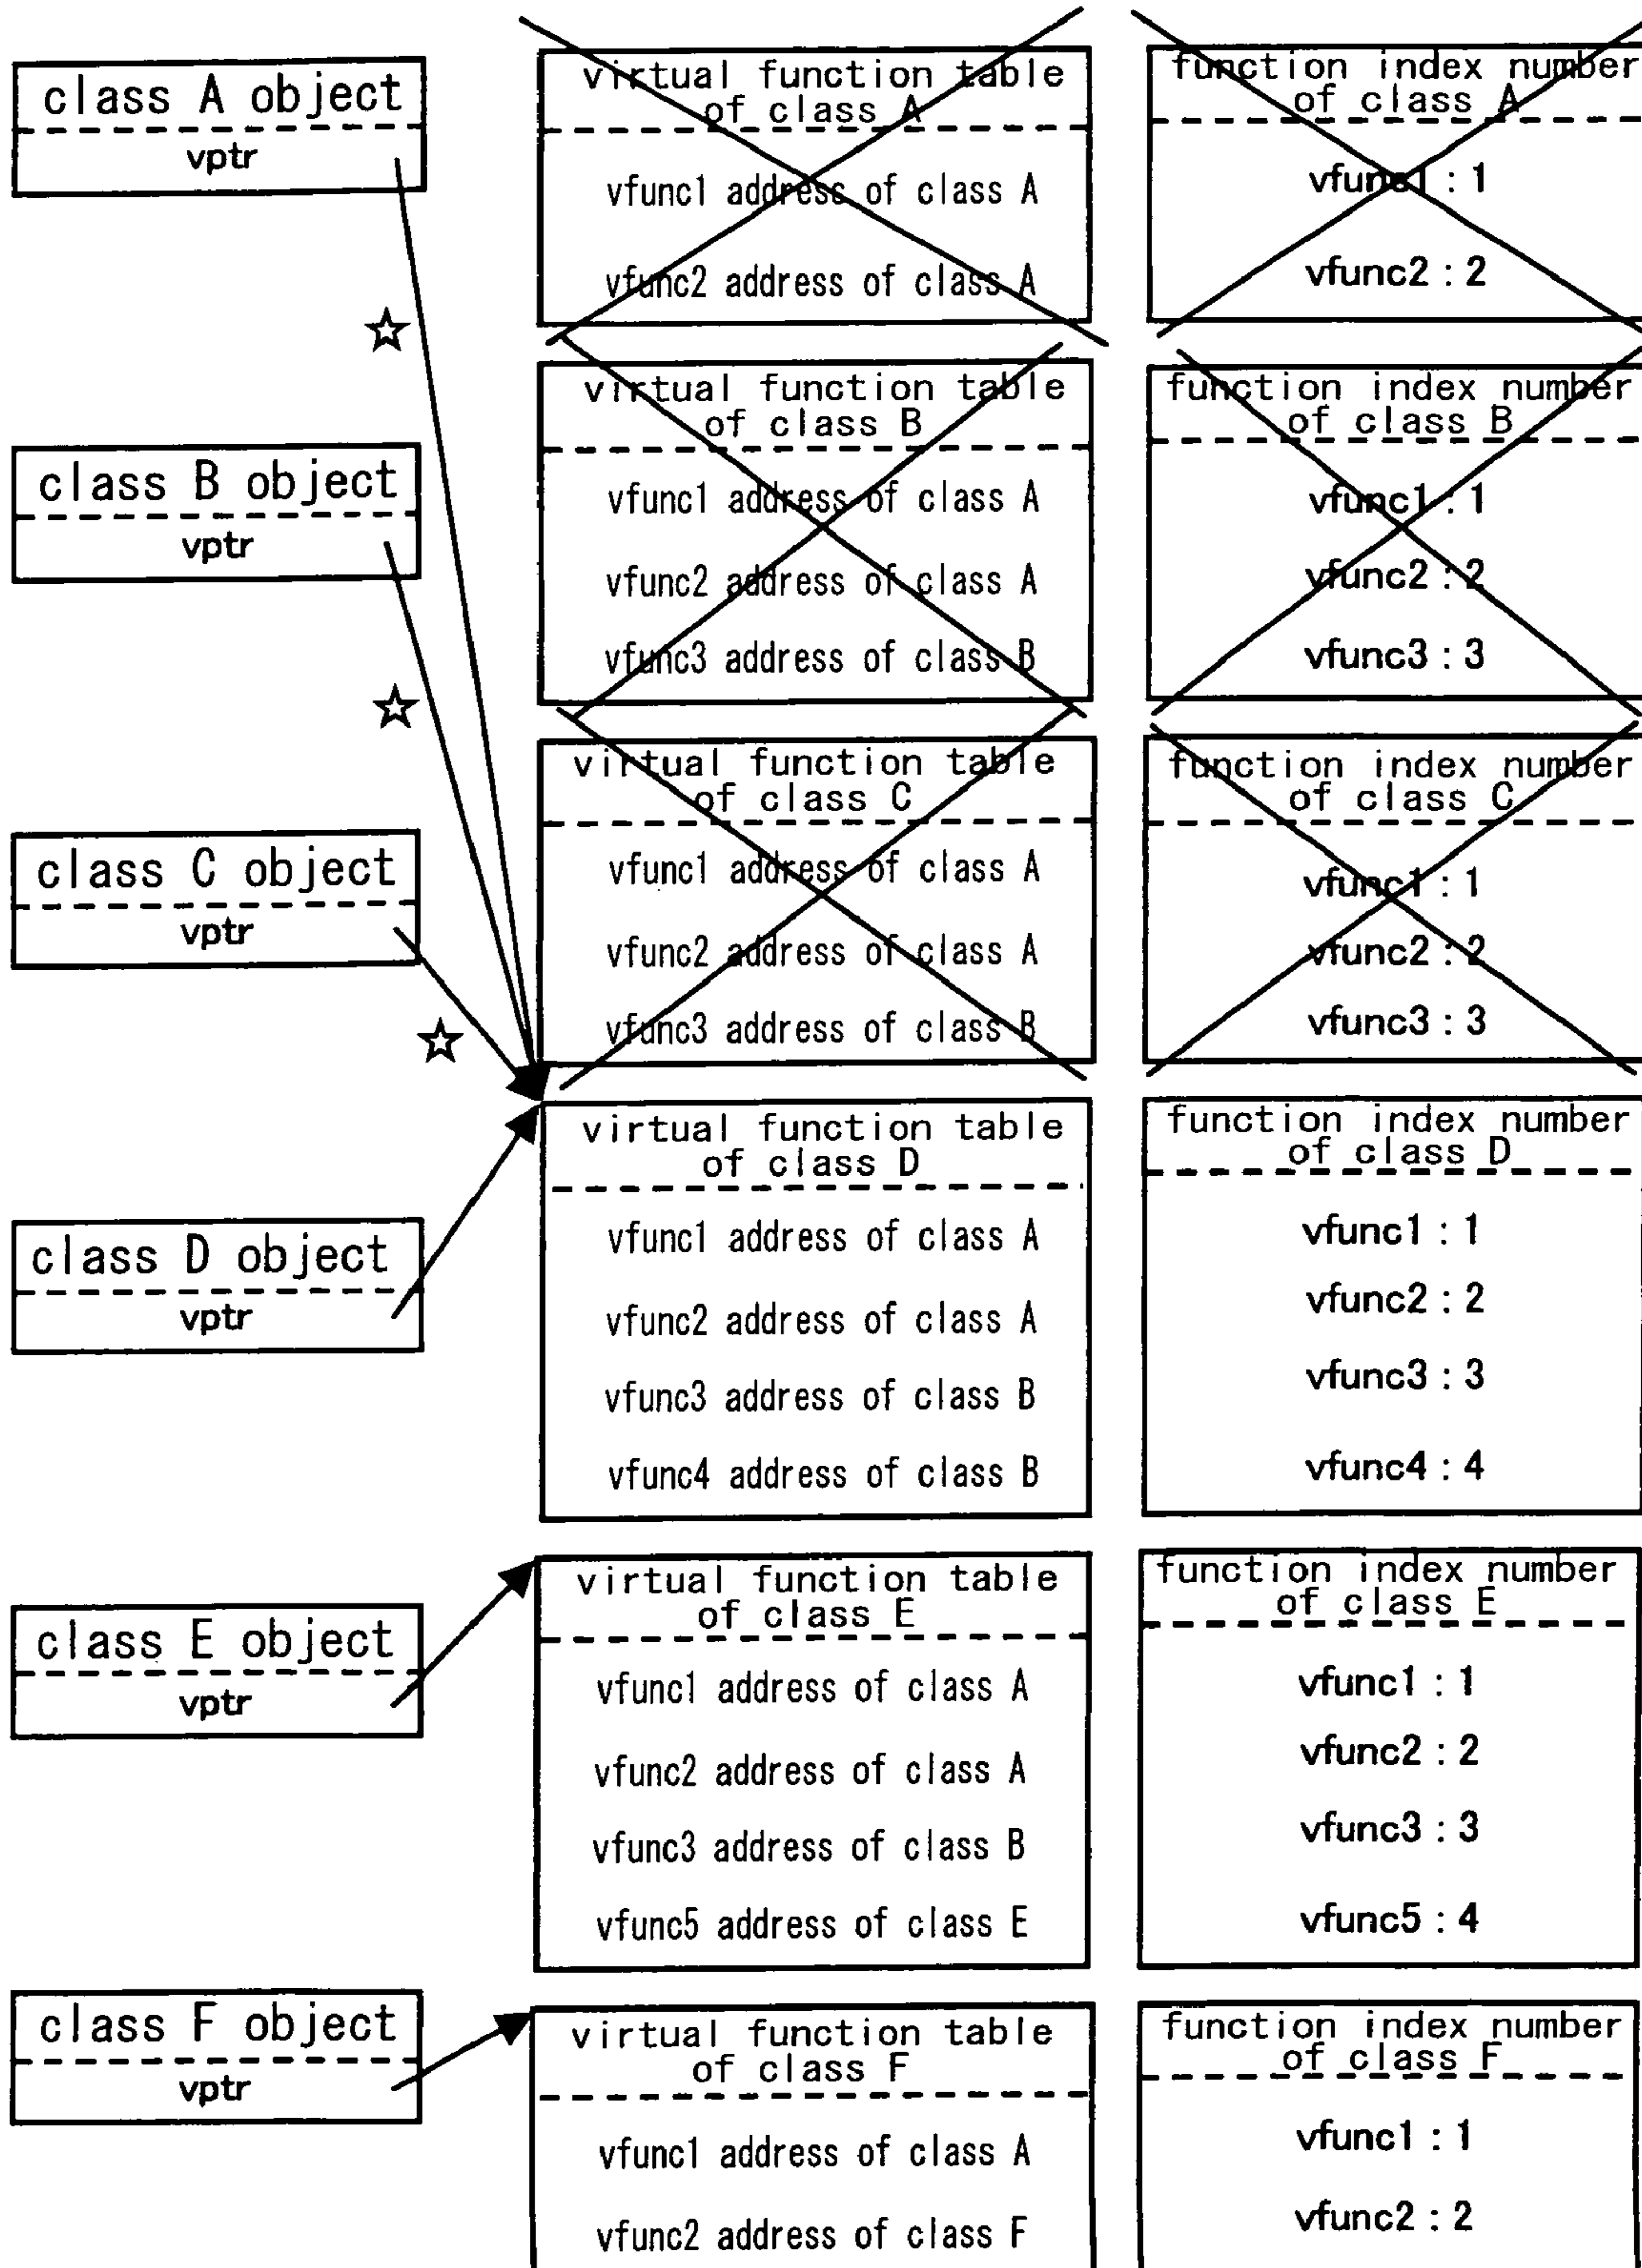 class A object
vptr
virtual function table
of class A
vfunc1 address of class A
vfunc2 address of class A
function index number
of class A
vfunc1 : 1
vfunc2 : 2
class B object
vptr
virtual function table
of class B
vfunc1 address of class A
vfunc2 address of class A
vfunc3 address of class B
function index number
of class B
vfunc1 : 1
vfunc2 : 2
vfunc3 : 3
class C object
vptr
virtual function table
of class C
vfunc1 address of class A
vfunc2 address of class A
vfunc3 address of class B
function index number
of class C
vfunc1 : 1
vfunc2 : 2
vfunc3 : 3
class D object
vptr
virtual function table
of class D
vfunc1 address of class A
vfunc2 address of class A
vfunc3 address of class B
vfunc4 address of class B
function index number
of class D
vfunc1 : 1
vfunc2 : 2
vfunc3 : 3
vfunc4 : 4
class E object
vptr
virtual function table
of class E
vfunc1 address of class A
vfunc2 address of class A
vfunc3 address of class B
vfunc5 address of class E
function index number
of class E
vfunc1 : 1
vfunc2 : 2
vfunc3 : 3
vfunc5 : 4
class F object
vptr
virtual function table
of class F
vfunc1 address of class A
vfunc2 address of class F
function index number
of class F
vfunc1 : 1
vfunc2 : 2